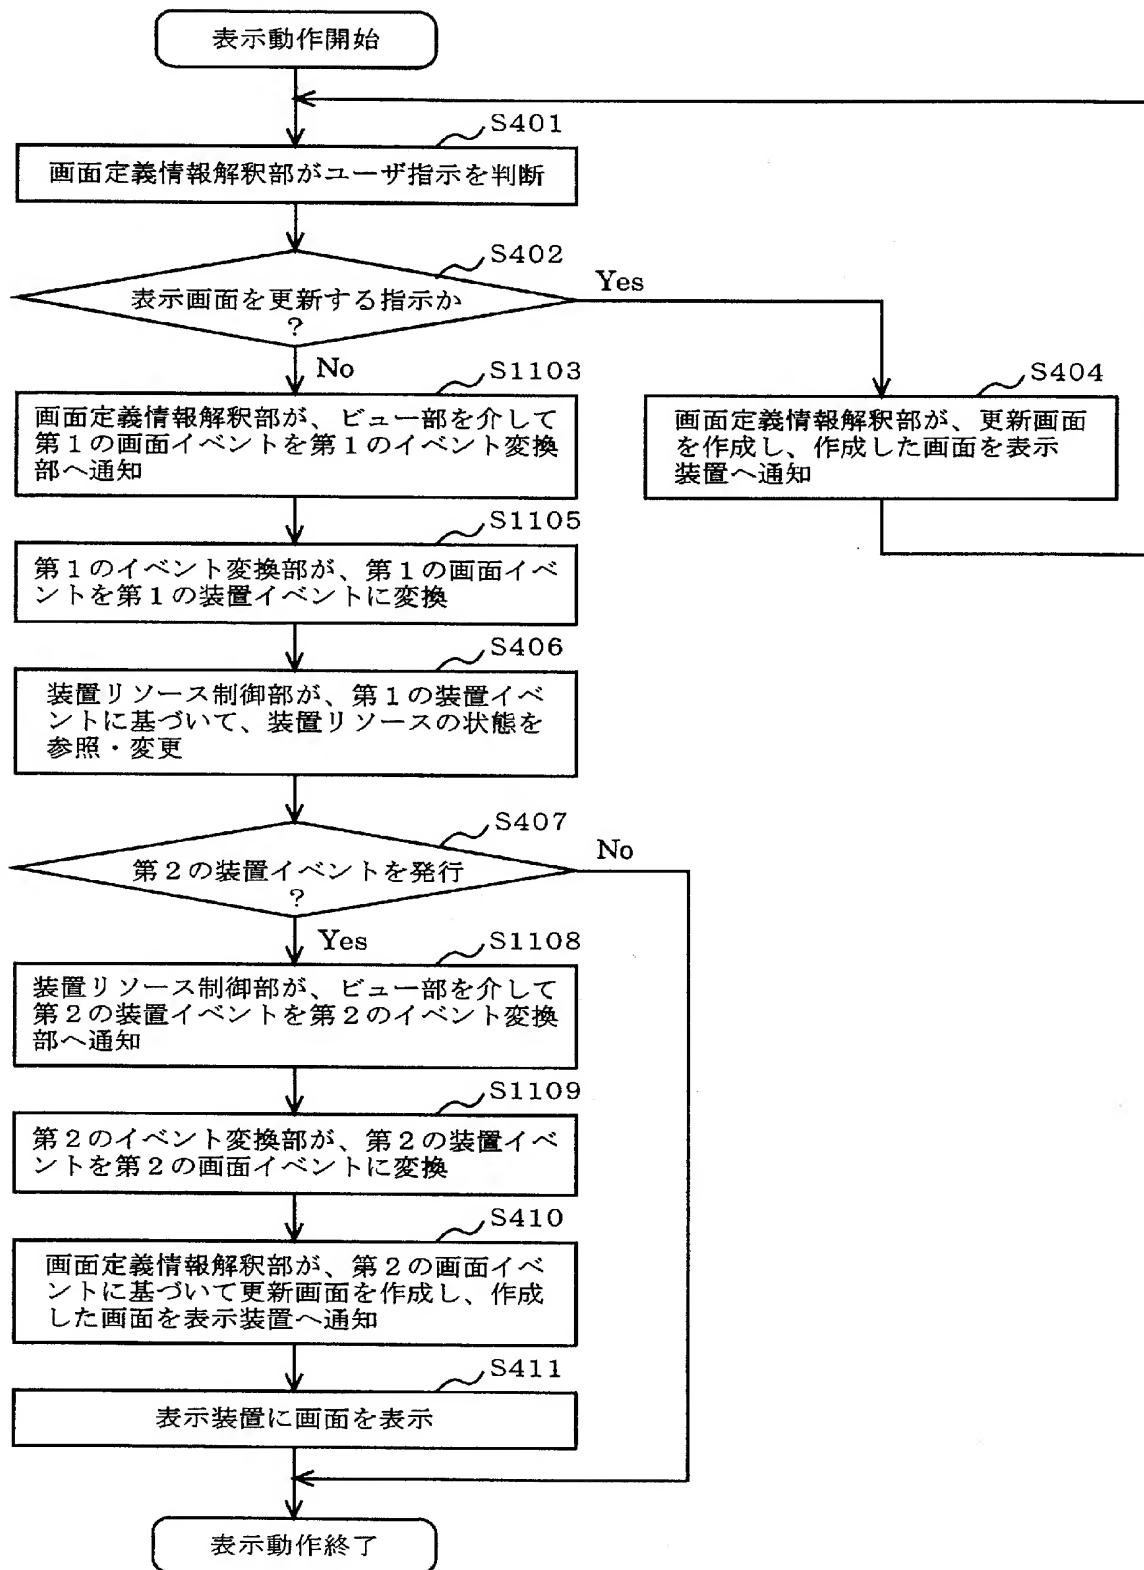 表示動作開始
S401
画面定義情報解釈部がユーザ指示を判断
S402
表示画面を更新する指示か
?
Yes
No
S1103
画面定義情報解釈部が、ビュー部を介して
第1の画面イベントを第1のイベント変換
部へ通知
S404
画面定義情報解釈部が、更新画面
を作成し、作成した画面を表示
装置へ通知
S1105
第1のイベント変換部が、第1の画面イベ
ントを第1の装置イベントに変換
S406
装置リソース制御部が、第1の装置イベ
ントに基づいて、装置リソースの状態を
参照・変更
S407
第2の装置イベントを発行
?
No
Yes
S1108
装置リソース制御部が、ビュー部を介して
第2の装置イベントを第2のイベント変換
部へ通知
S1109
第2のイベント変換部が、第2の装置イベ
ントを第2の画面イベントに変換
S410
画面定義情報解釈部が、第2の画面イベ
ントに基づいて更新画面を作成し、作成
した画面を表示装置へ通知
S411
表示装置に画面を表示
表示動作終了